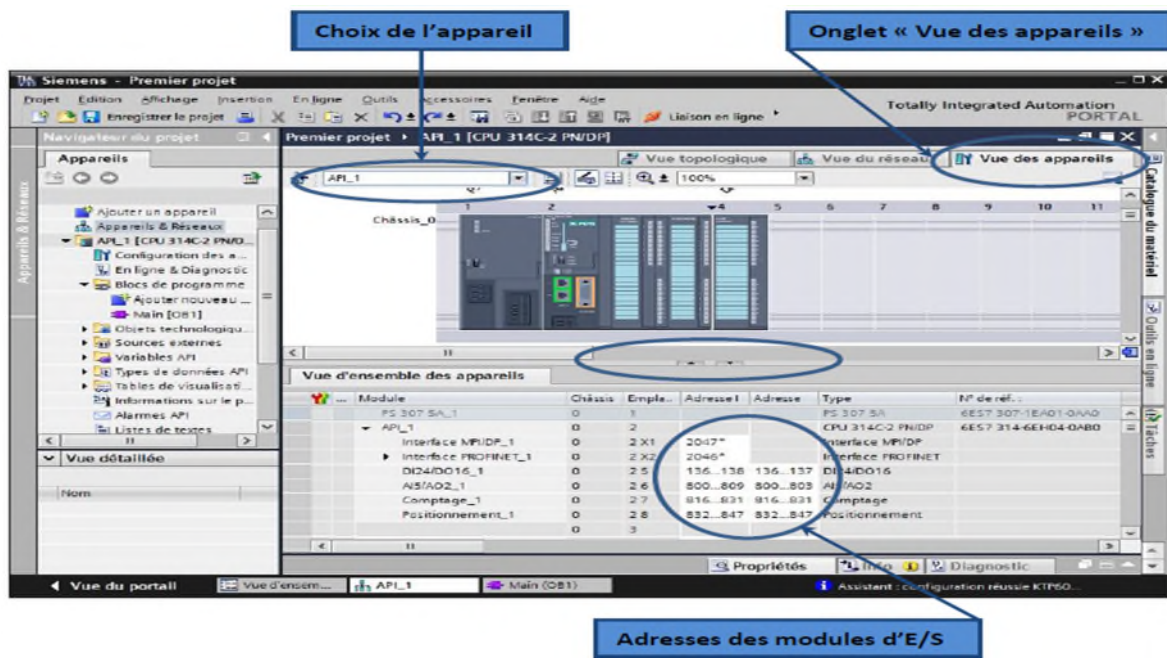 Choix de l'appareil
Onglet « Vue des appareils »
Siemens - Premier projet
Projet Edition Affichage Insertion En ligne Outils Accessoires Fenêtre Aide
Totally Integrated Automation
PORTAL
Enregistrer le projet
Liaison en ligne
Navigateur du projet
Premier projet ▸ API_1 [CPU 314C-2 PN/DP]
Appareils
Vue topologique
Vue du réseau
Vue des appareils
API_1
100%
Ajouter un appareil
Appareils & Réseaux
API_1 [CPU 314C-2 PN/D...
Configuration des a...
En ligne & Diagnostic
Blocs de programme
Ajouter nouveau ...
Main [OB1]
Objets technologiqu...
Sources externes
Variables API
Types de données API
Tables de visualisati...
Informations sur le p...
Alarmes API
Listes de textes
Vue détaillée
Nom
Appareils & Réseaux
1 2 4 5 6 7 8 9 10 11
Châssis_0
Vue d'ensemble des appareils
... Module Châssis Empla... Adresse I Adresse Type N° de réf.
PS 307 5A_1 0 1 PS 307 5A 6ES7 307-1EA01-0AA0
API_1 0 2 CPU 314C-2 PN/DP 6ES7 314-6EH04-0AB0
Interface MPI/DP_1 0 2 X1 2047* Interface MPI/DP
Interface PROFINET_1 0 2 X2 2046* Interface PROFINET
DI24/DO16_1 0 2 5 136...138 136...137 DI24/DO16
AI5/AO2_1 0 2 6 800...809 800...803 AI5/AO2
Comptage_1 0 2 7 816...831 816...831 Comptage
Positionnement_1 0 2 8 832...847 832...847 Positionnement
0 3
Catalogue du matériel
Outils en ligne
Tâches
Propriétés
Info
Diagnostic
Vue du portail
Vue d'ensem...
API_1
Main (OB1)
Assistant : configuration réussie KTP60...
Adresses des modules d'E/S